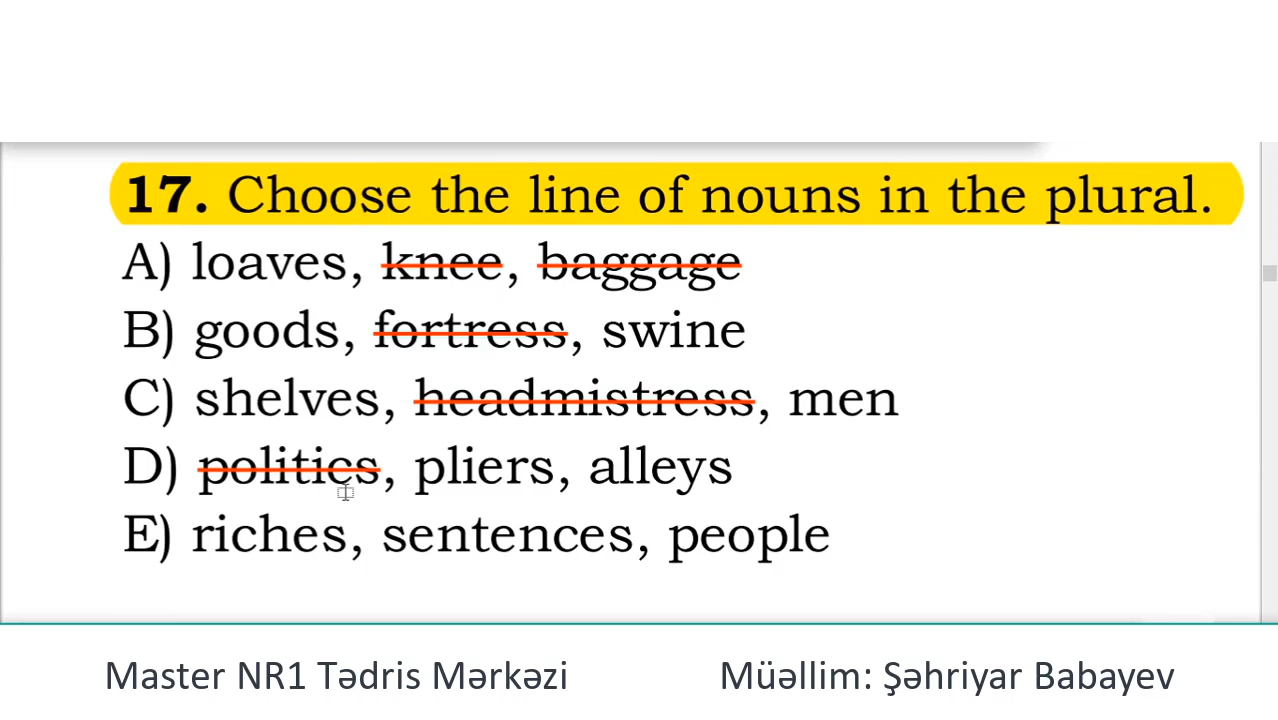 17. Choose the line of nouns in the plural.
A) loaves, knee, baggage
B) goods, fortress, swine
C) shelves, headmistress, men
D) politics, pliers, alleys
E) riches, sentences, people
Master NR1 Tədris Mərkəzi Müəllim: Şəhriyar Babayev